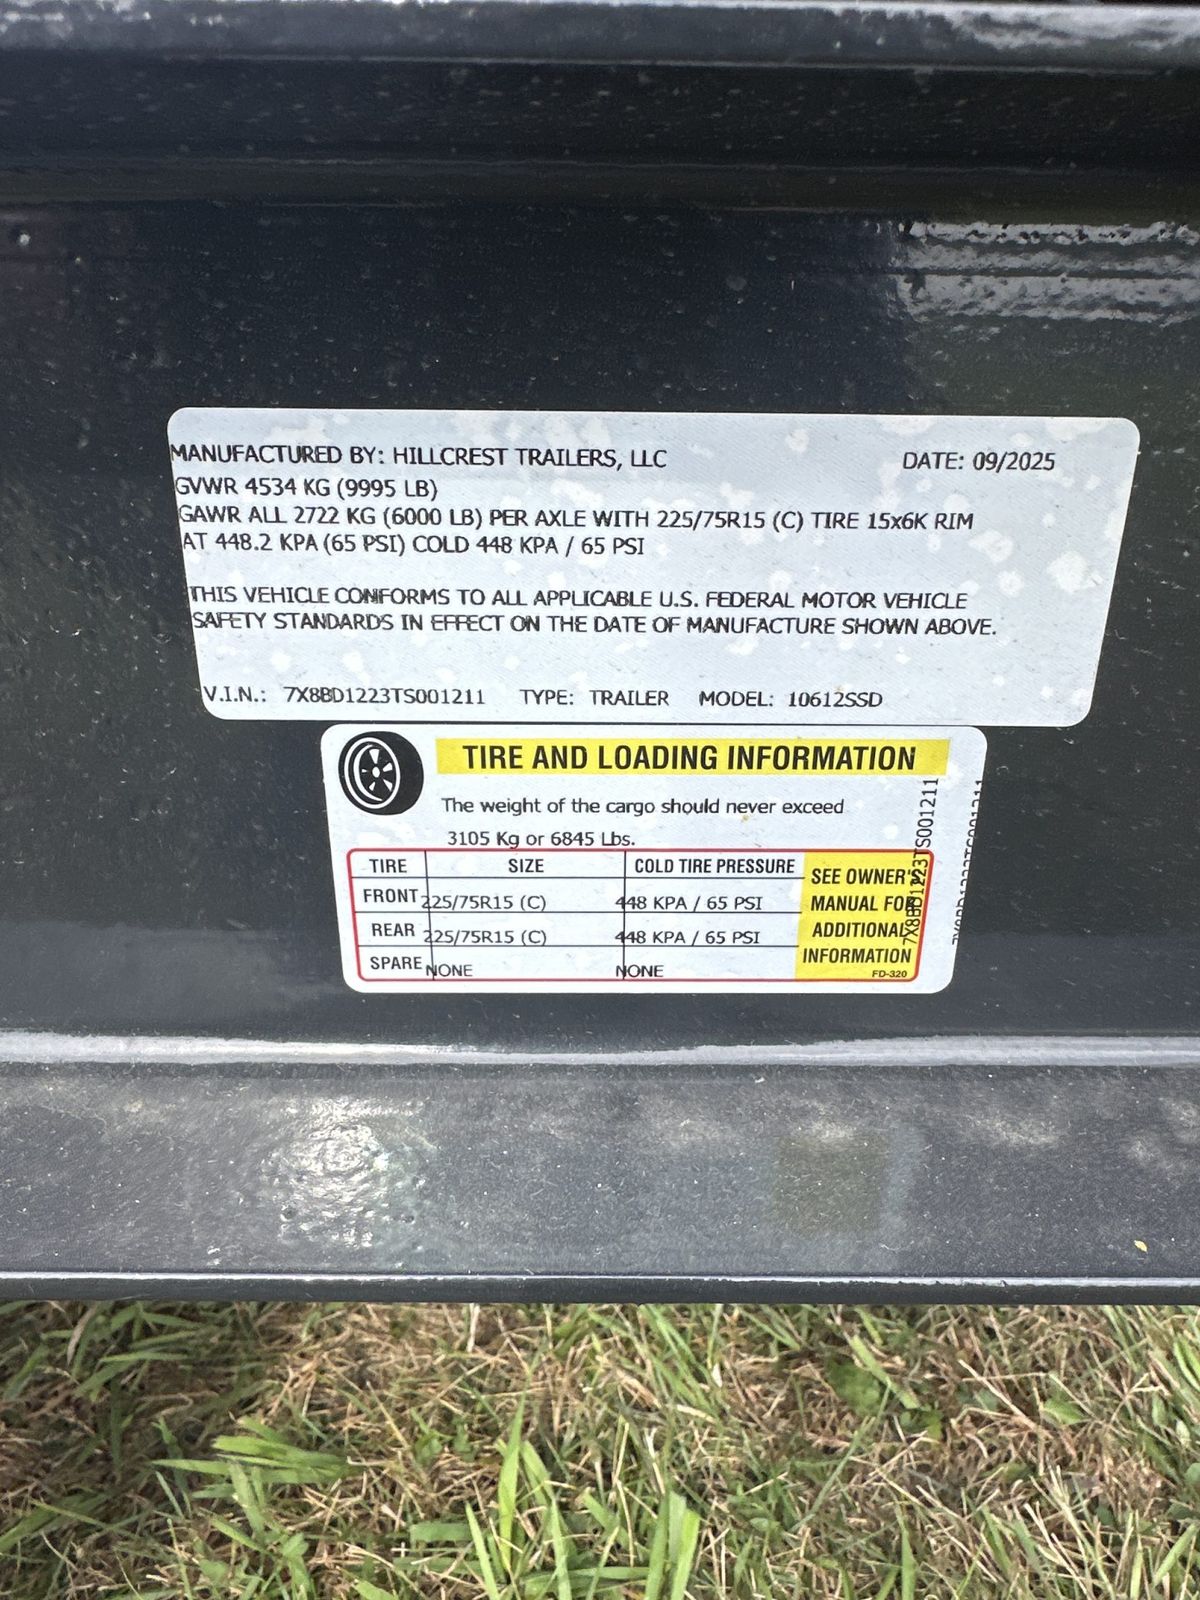 MANUFACTURED BY: HILLCREST TRAILERS, LLC DATE: 09/2025
GVWR 4534 KG (9995 LB)
GAWR ALL 2722 KG (6000 LB) PER AXLE WITH 225/75R15 (C) TIRE 15x6K RIM
AT 448.2 KPA (65 PSI) COLD 448 KPA / 65 PSI
THIS VEHICLE CONFORMS TO ALL APPLICABLE U.S. FEDERAL MOTOR VEHICLE
SAFETY STANDARDS IN EFFECT ON THE DATE OF MANUFACTURE SHOWN ABOVE.
V.I.N.: 7X8BD1223TS001211 TYPE: TRAILER MODEL: 10612SSD
TIRE AND LOADING INFORMATION
The weight of the cargo should never exceed
3105 Kg or 6845 Lbs.
TIRE SIZE COLD TIRE PRESSURE
FRONT 225/75R15 (C) 448 KPA / 65 PSI
REAR 225/75R15 (C) 448 KPA / 65 PSI
SPARE NONE NONE
SEE OWNER'S
MANUAL FOR
ADDITIONAL
INFORMATION
FD-320
7X8BD1223TS001211
7X8BD1223TS001211